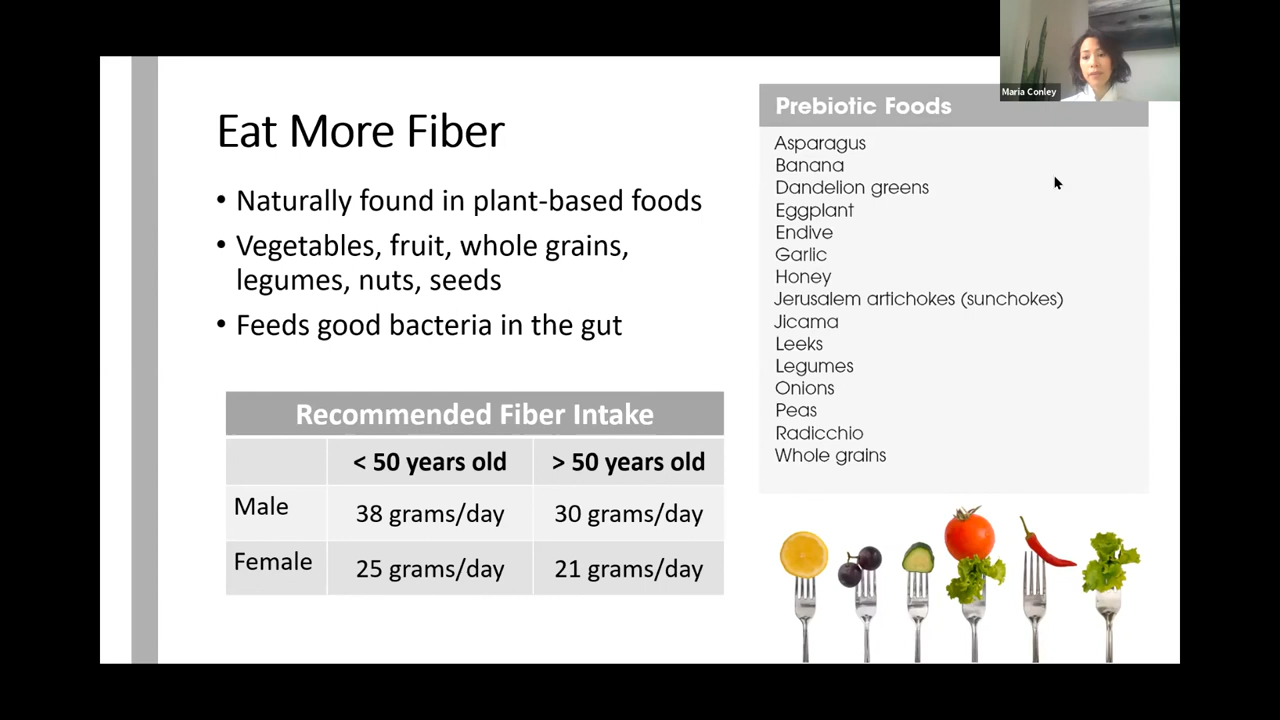 Eat More Fiber
• Naturally found in plant-based foods
• Vegetables, fruit, whole grains,
legumes, nuts, seeds
• Feeds good bacteria in the gut
Recommended Fiber Intake
< 50 years old > 50 years old
Male 38 grams/day 30 grams/day
Female 25 grams/day 21 grams/day
Maria Conley
Prebiotic Foods
Asparagus
Banana
Dandelion greens
Eggplant
Endive
Garlic
Honey
Jerusalem artichokes (sunchokes)
Jicama
Leeks
Legumes
Onions
Peas
Radicchio
Whole grains